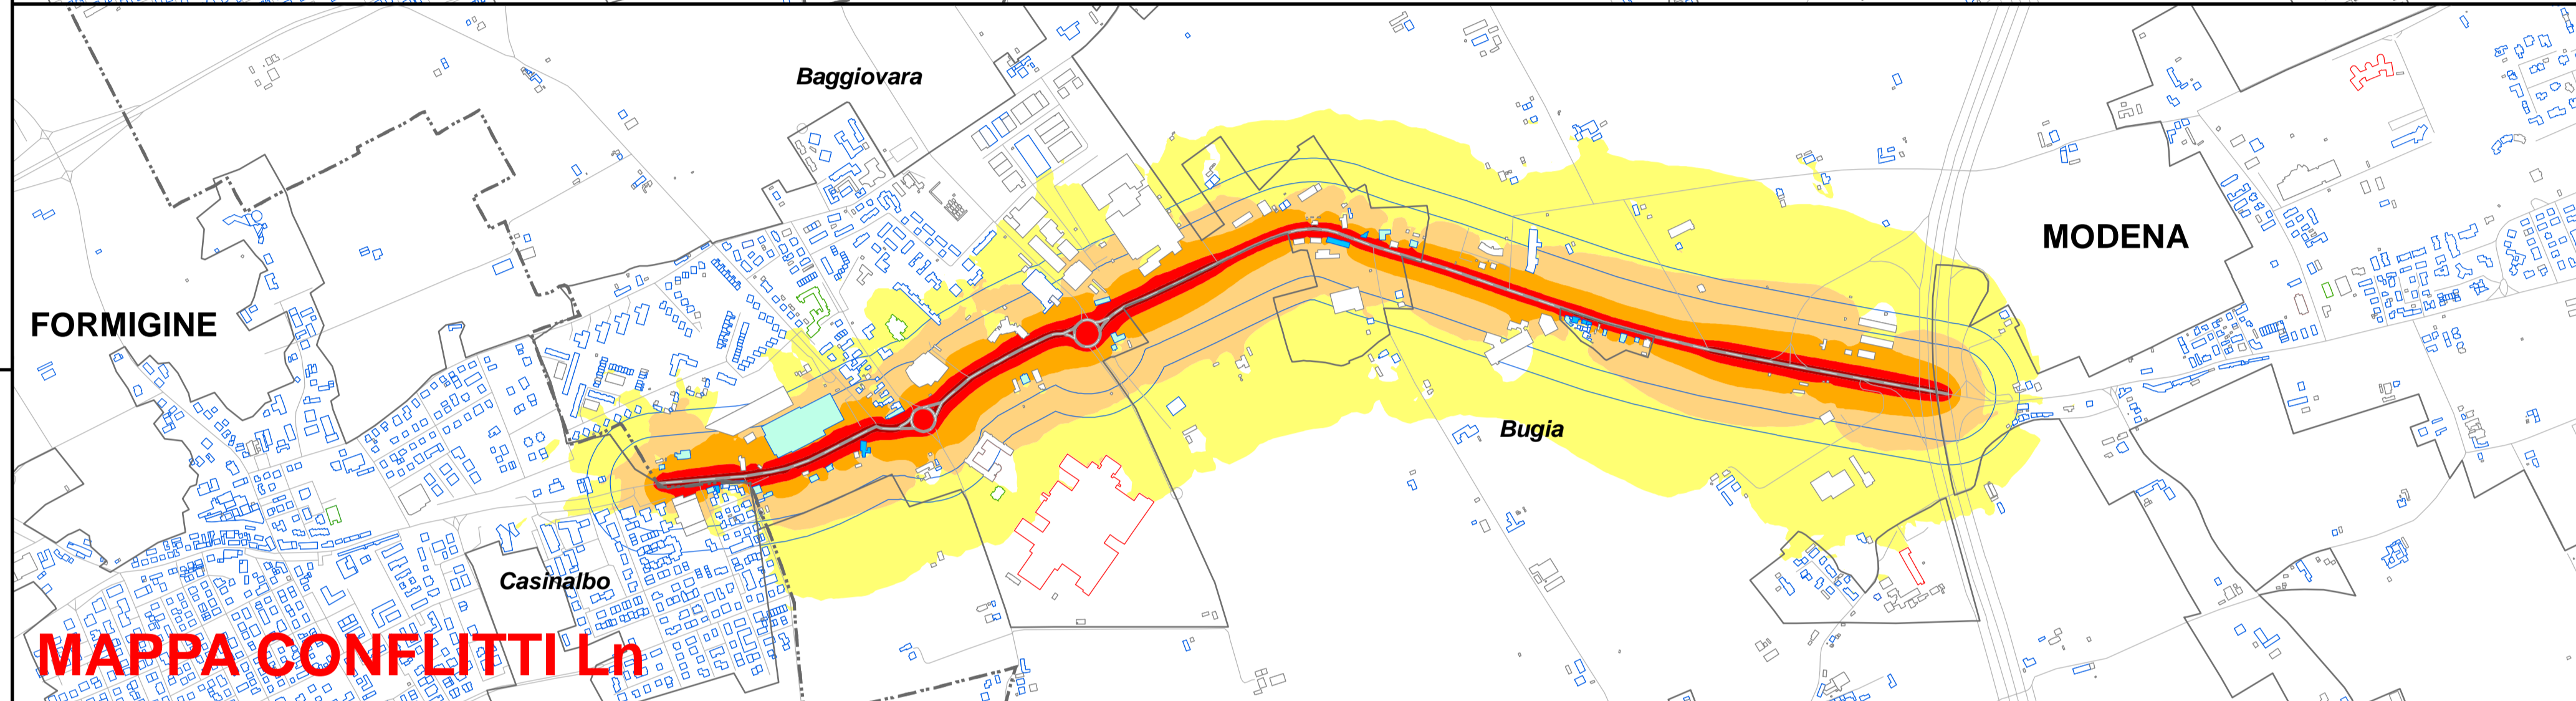 Baggiovara
MODENA
FORMIGINE
Bugia
Casinalbo
MAPPA CONFLITTI Ln